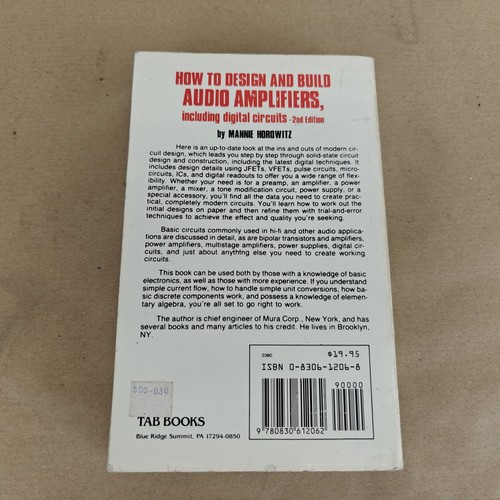 HOW TO DESIGN AND BUILD
AUDIO AMPLIFIERS,
including digital circuits -2nd Edition
by MANNIE HOROWITZ
Here is an up-to-date look at the ins and outs of modern cir-
cuit design, which leads you step by step through solid-state circuit
design and construction, including the latest digital techniques. It
includes design details using JFETs, VFETs, pulse circuits, micro-
circuits, ICs, and digital readouts to offer you a wide range of flex-
ibility. Whether your need is for a preamp, an amplifier, a power
amplifier, a mixer, a tone modification circuit, power supply, or a
special accessory, you'll find all the data you need to create prac-
tical, completely modern circuits. You'll learn how to work out the
initial designs on paper and then refine them with trial-and-error
techniques to achieve the effect and quality you're seeking.
Basic circuits commonly used in hi-fi and other audio applica-
tions are discussed in detail, as are bipolar transistors and amplifiers,
power amplifiers, multistage amplifiers, power supplies, digital cir-
cuits, and just about anything else you need to create working
circuits.
This book can be used both by those with a knowledge of basic
electronics, as well as those with more experience. If you understand
simple current flow, how to handle simple unit conversions, how ba-
sic discrete components work, and possess a knowledge of elemen-
tary algebra, you're all set to go right to work.
The author is chief engineer of Mura Corp., New York, and has
several books and many articles to his credit. He lives in Brooklyn,
NY.
0380
$19.95
ISBN 0-8306-1206-8
90000
9 780830 612062
500-030
TAB BOOKS
Blue Ridge Summit, PA 17294-0850